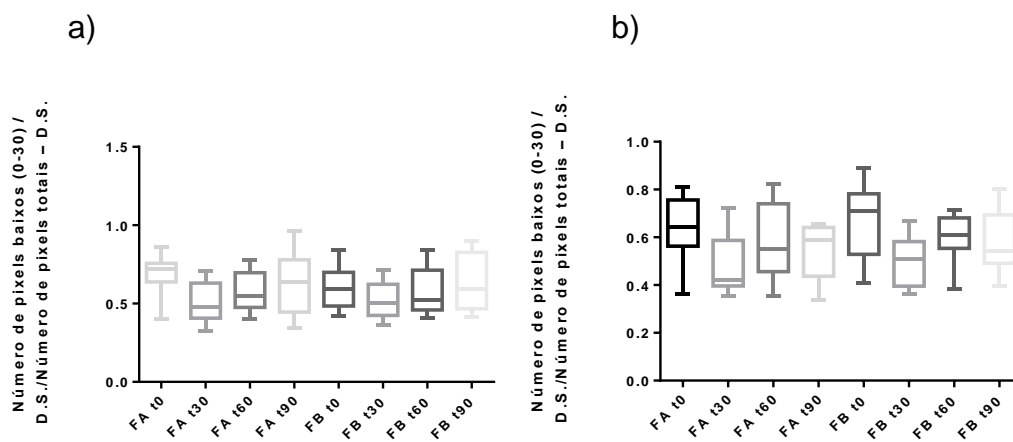 a)
Número de pixels baixos (0-30) /
D.S./Número de pixels totais – D.S.
1.5
1.0
0.5
0.0
FA t0
FA t30
FA t60
FA t90
FB t0
FB t30
FB t60
FB t90
b)
Número de pixels baixos (0-30) /
D.S./Número de pixels totais – D.S.
1.0
0.8
0.6
0.4
0.2
0.0
FA t0
FA t30
FA t60
FA t90
FB t0
FB t30
FB t60
FB t90